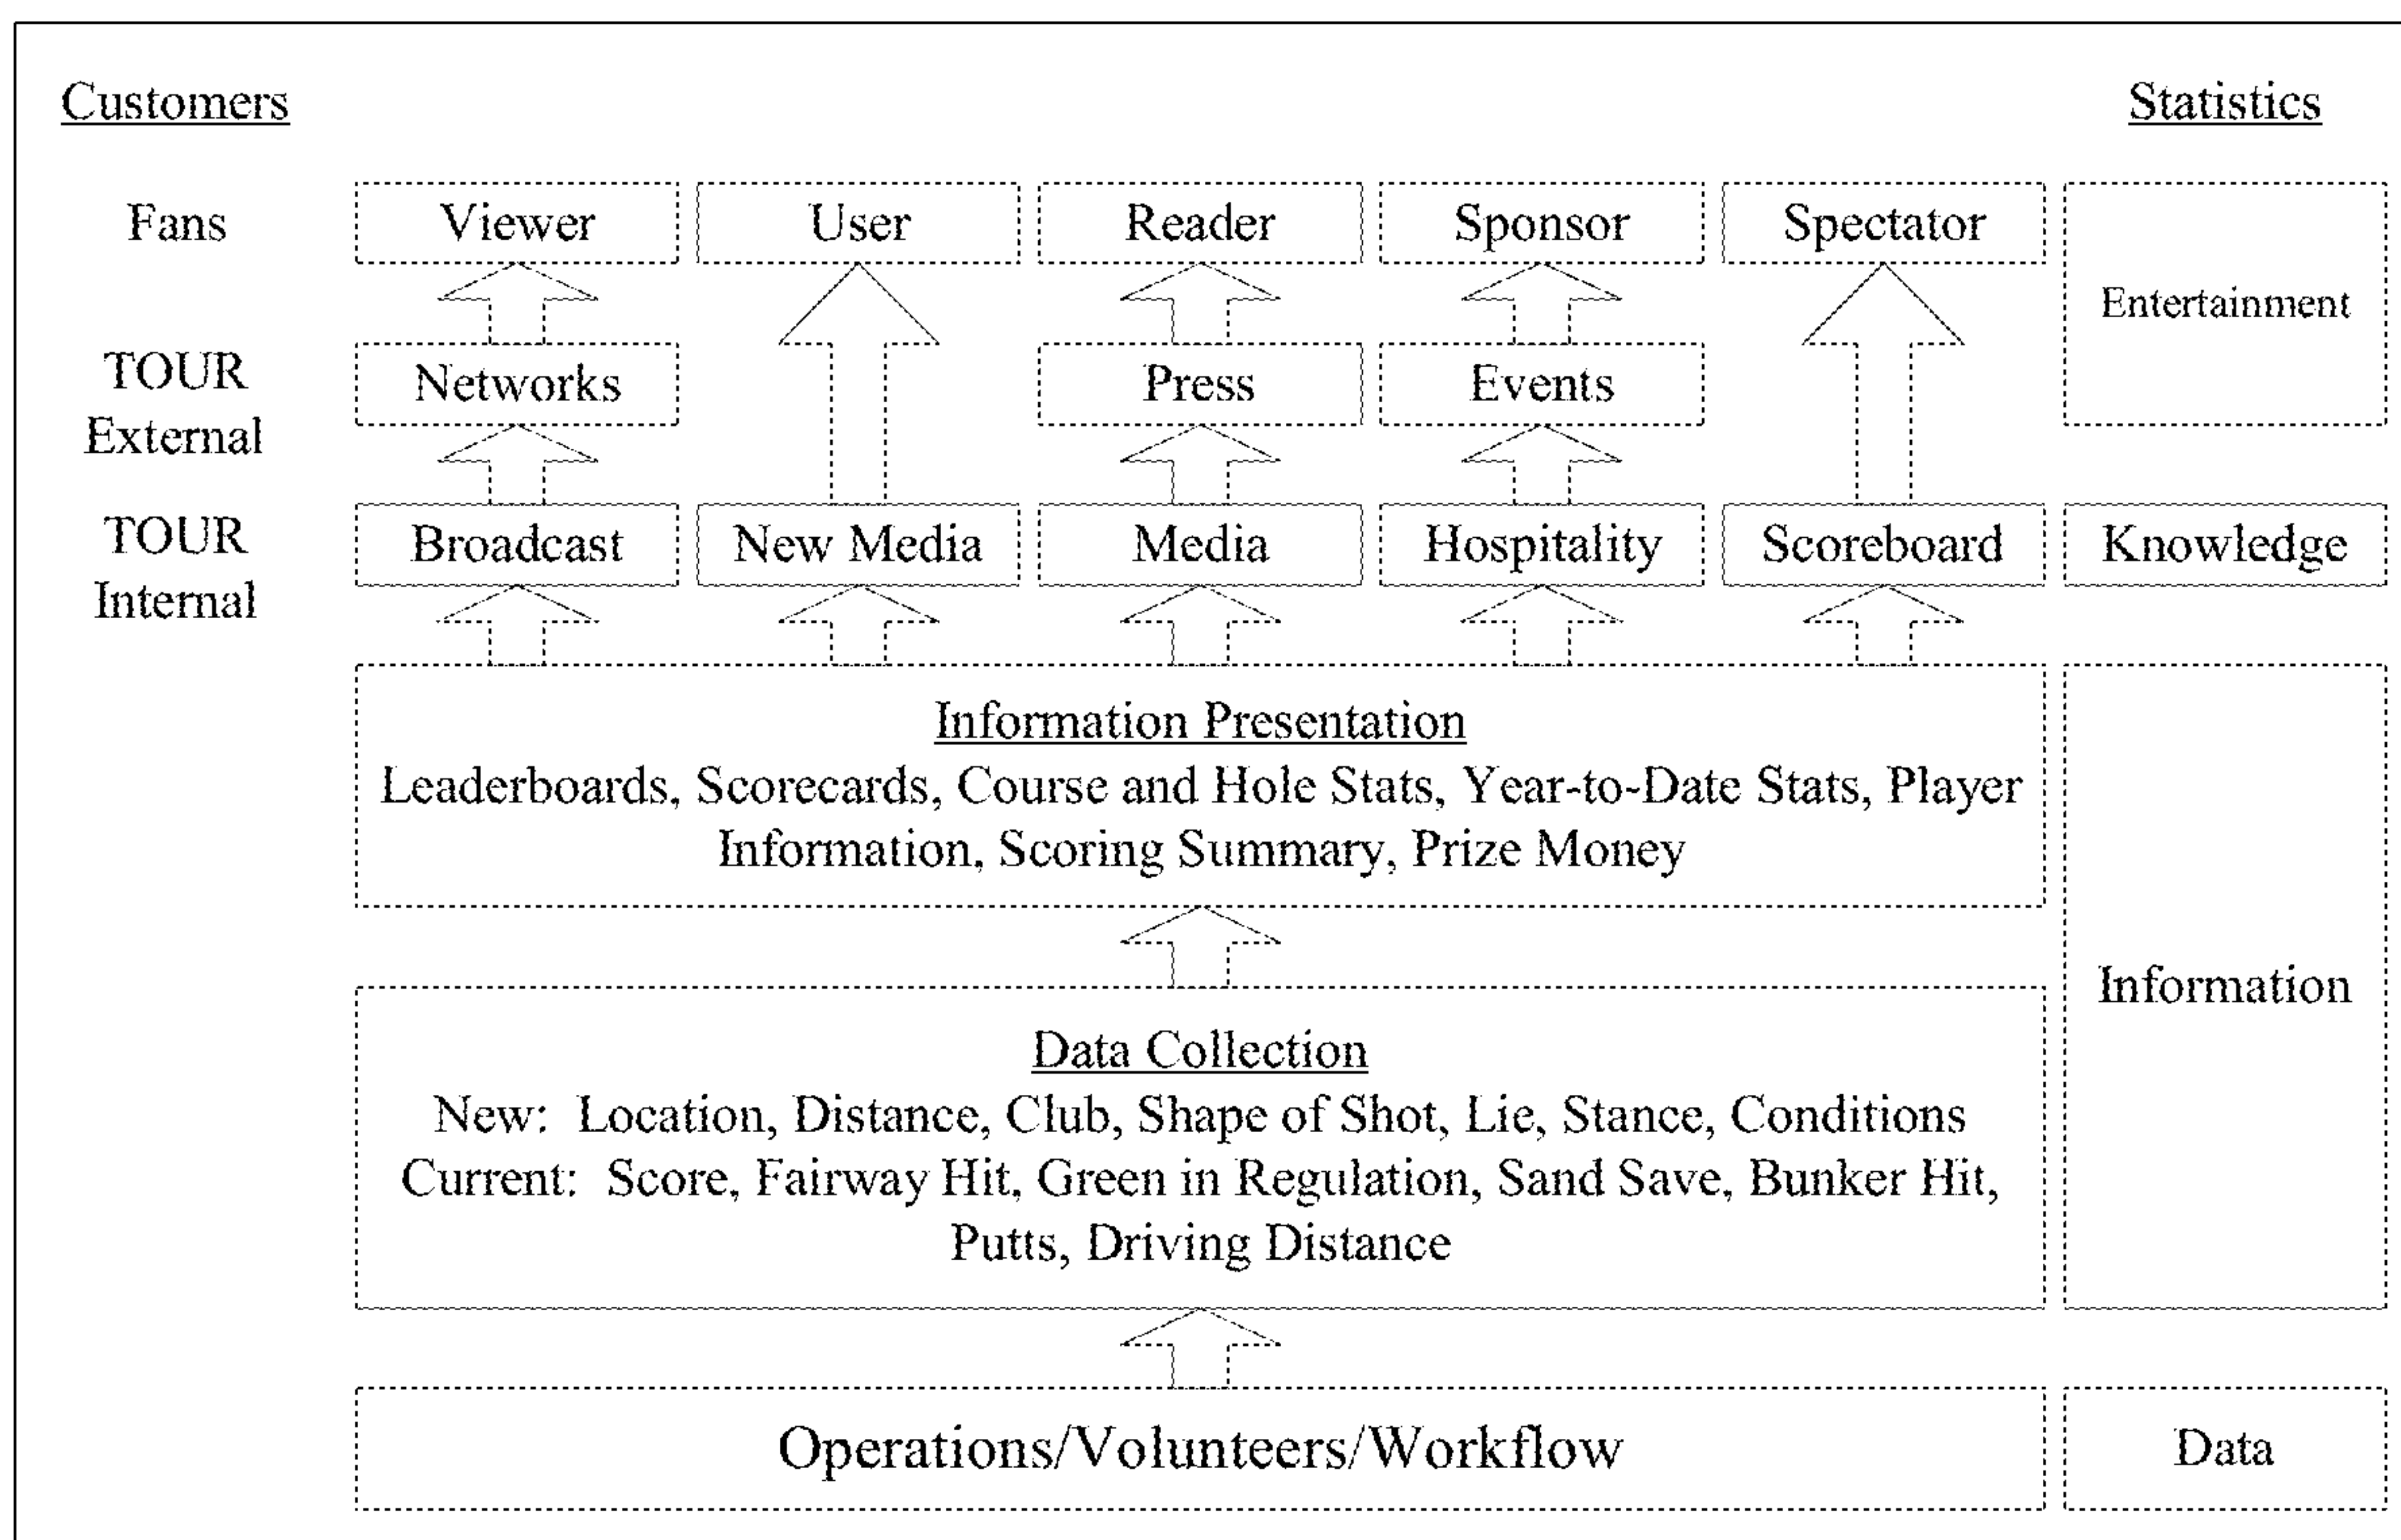 Customers
Statistics
Fans
Viewer
User
Reader
Sponsor
Spectator
Entertainment
TOUR
External
Networks
Press
Events
TOUR
Internal
Broadcast
New Media
Media
Hospitality
Scoreboard
Knowledge
Information Presentation
Leaderboards, Scorecards, Course and Hole Stats, Year-to-Date Stats, Player
Information, Scoring Summary, Prize Money
Information
Data Collection
New: Location, Distance, Club, Shape of Shot, Lie, Stance, Conditions
Current: Score, Fairway Hit, Green in Regulation, Sand Save, Bunker Hit,
Putts, Driving Distance
Operations/Volunteers/Workflow
Data